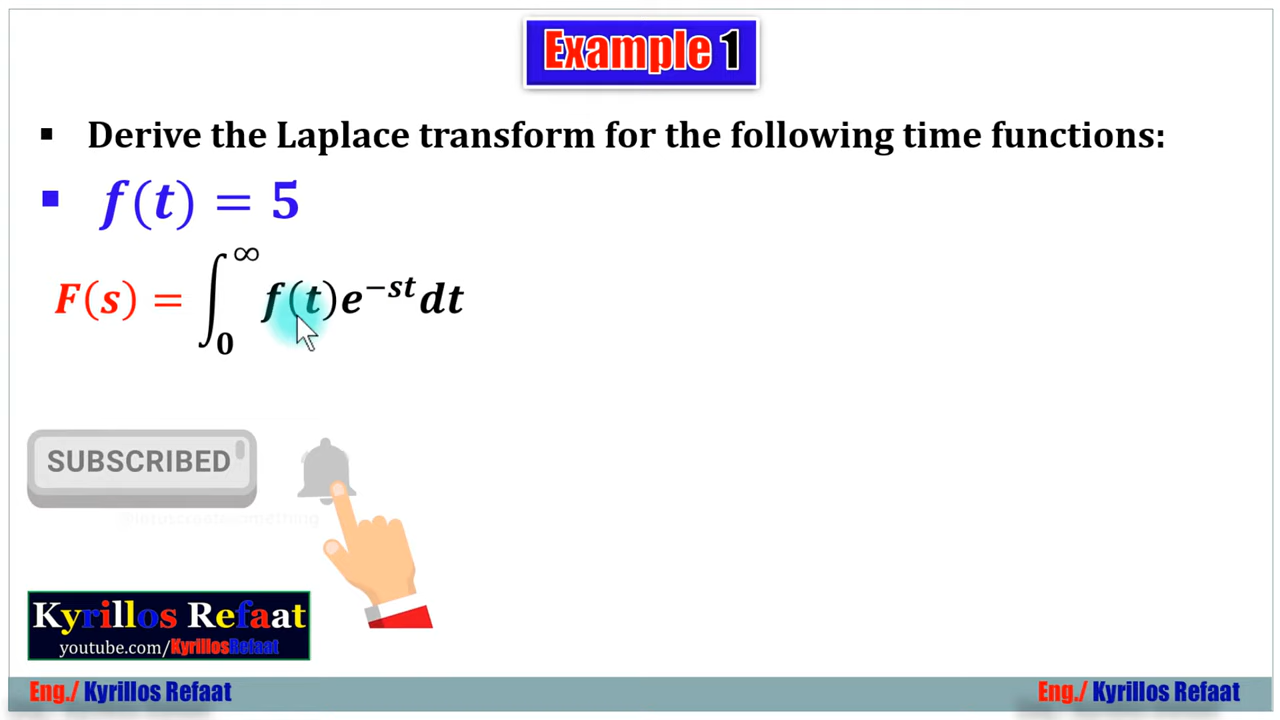 Example 1
▪ Derive the Laplace transform for the following time functions:
▪ f(t) = 5
F(s) = ∫₀^∞ f(t)e^{−st}dt
SUBSCRIBED
Kyrillos Refaat
youtube.com/KyrillosRefaat
Eng./ Kyrillos Refaat
Eng./ Kyrillos Refaat